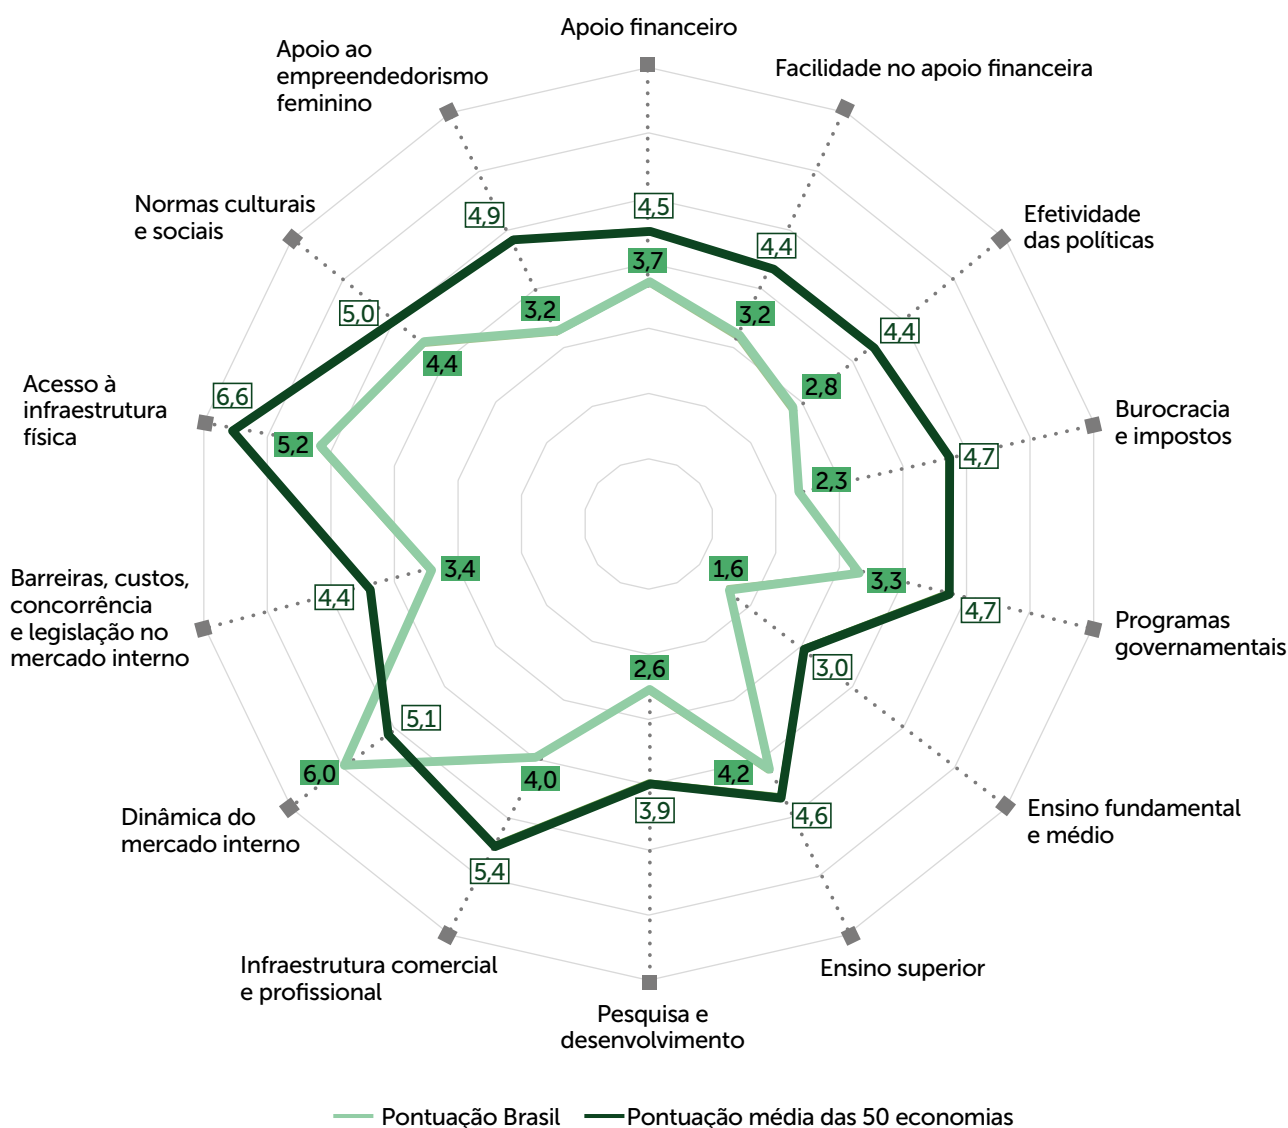 Apoio financeiro
Facilidade no apoio financeira
Efetividade
das políticas
Burocracia
e impostos
Programas
governamentais
Ensino fundamental
e médio
Ensino superior
Pesquisa e
desenvolvimento
Infraestrutura comercial
e profissional
Dinâmica do
mercado interno
Barreiras, custos,
concorrência
e legislação no
mercado interno
Acesso à
infraestrutura
física
Normas culturais
e sociais
Apoio ao
empreendedorismo
feminino
4,5
3,7
4,4
3,2
4,4
2,8
4,7
2,3
4,7
3,3
3,0
1,6
4,6
4,2
3,9
2,6
5,4
4,0
5,1
6,0
4,4
3,4
6,6
5,2
5,0
4,4
4,9
3,2
Pontuação Brasil
Pontuação média das 50 economias